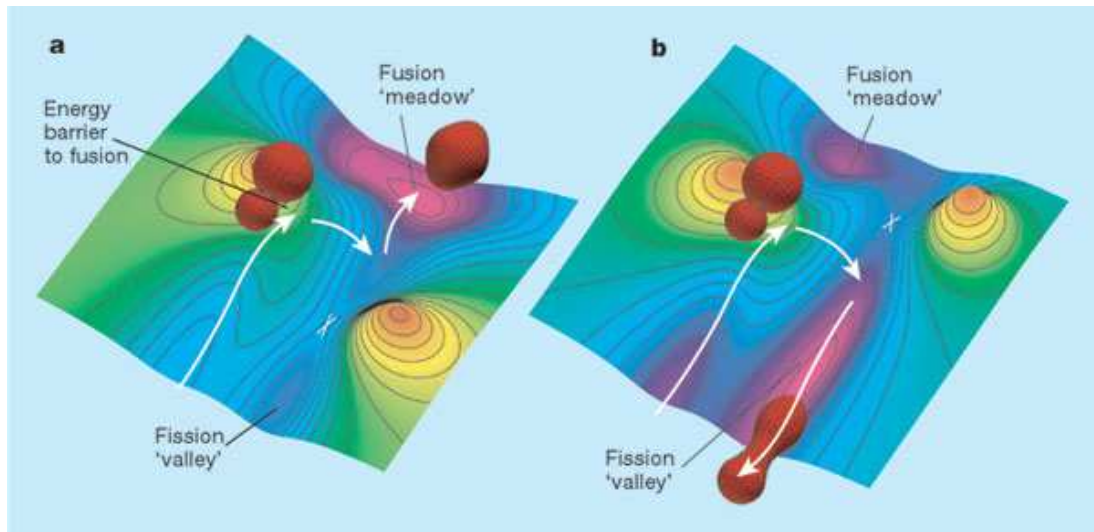 a
Fusion
'meadow'
Energy
barrier
to fusion
X
Fission
'valley'
b
Fusion
'meadow'
X
Fission
'valley'